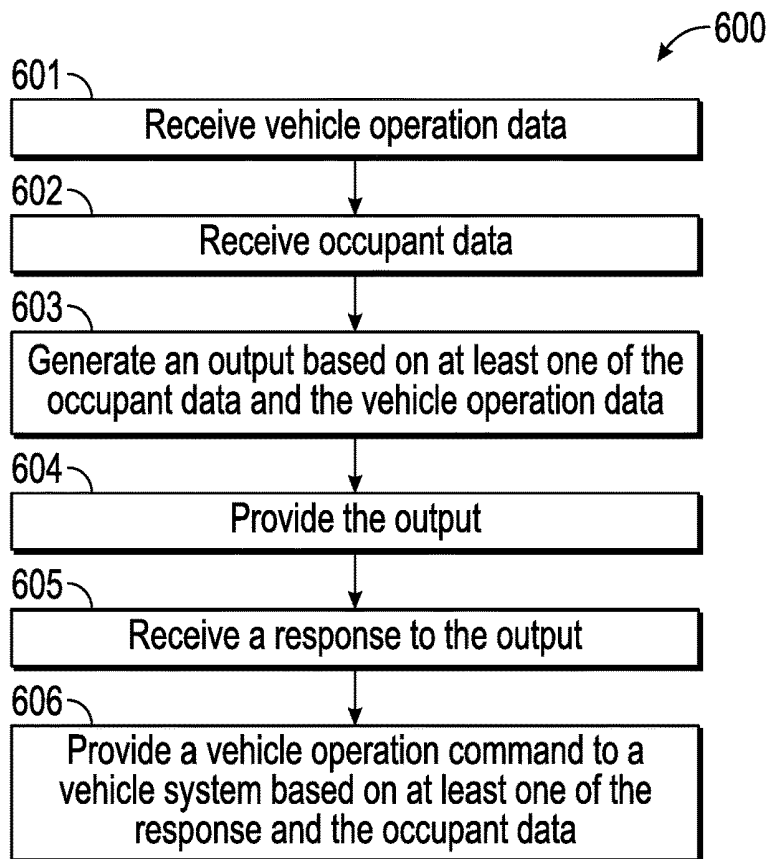 600
601
Receive vehicle operation data
602
Receive occupant data
603
Generate an output based on at least one of the
occupant data and the vehicle operation data
604
Provide the output
605
Receive a response to the output
606
Provide a vehicle operation command to a
vehicle system based on at least one of the
response and the occupant data